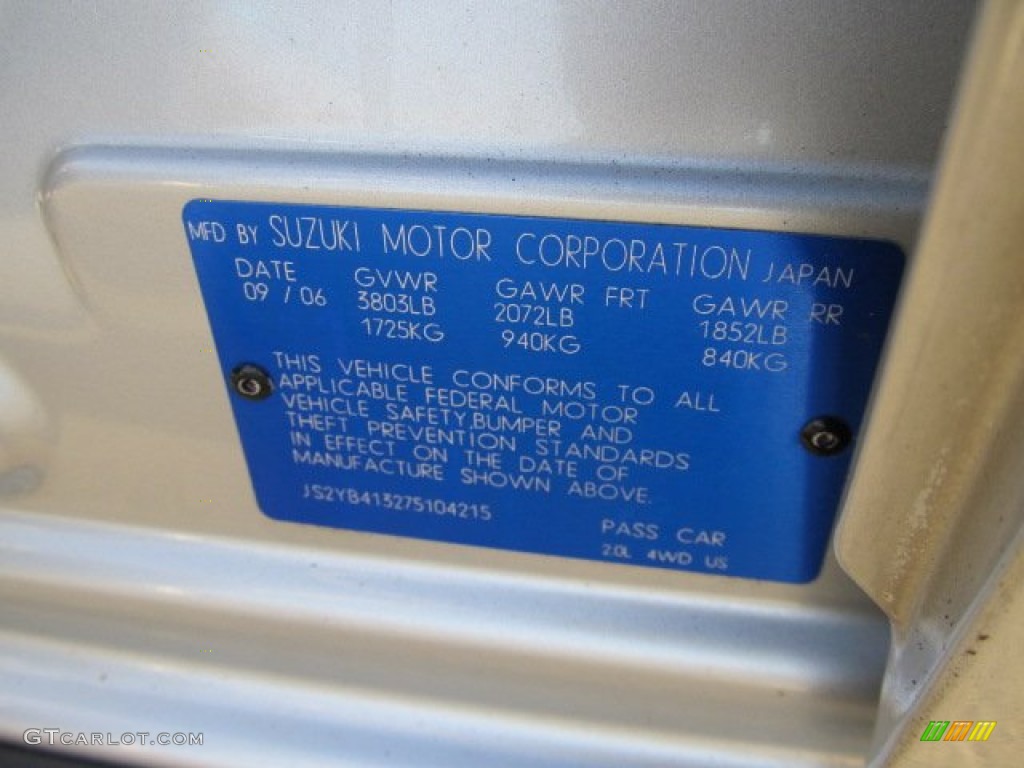 MFD BY SUZUKI MOTOR CORPORATION JAPAN
DATE GVWR GAWR FRT GAWR RR
09 / 06 3803LB 2072LB 1852LB
1725KG 940KG 840KG
THIS VEHICLE CONFORMS TO ALL
APPLICABLE FEDERAL MOTOR
VEHICLE SAFETY,BUMPER AND
THEFT PREVENTION STANDARDS
IN EFFECT ON THE DATE OF
MANUFACTURE SHOWN ABOVE.
JS2YB413275104215
PASS CAR
2.0L 4WD US
GTCARLOT.COM